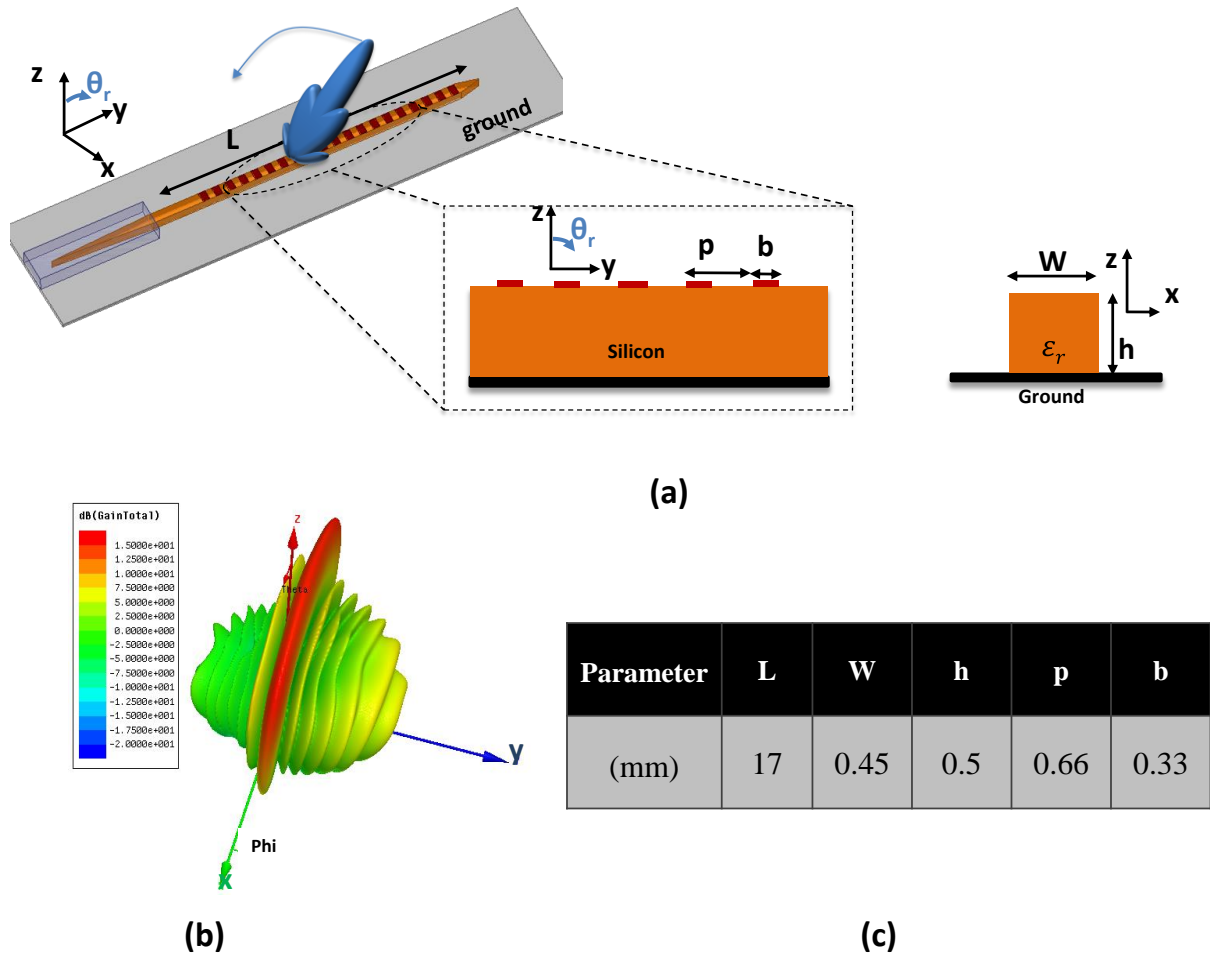 z
θr
y
x
L
ground
z
θr
y
p
b
Silicon
W
z
x
εr
h
Ground
(a)
dB(GainTotal)
1.5000e+001
1.2500e+001
1.0000e+001
7.5000e+000
5.0000e+000
2.5000e+000
0.0000e+000
-2.5000e+000
-5.0000e+000
-7.5000e+000
-1.0000e+001
-1.2500e+001
-1.5000e+001
-1.7500e+001
-2.0000e+001
Z
Theta
y
Phi
X
(b)
Parameter L W h p b
(mm) 17 0.45 0.5 0.66 0.33
(c)